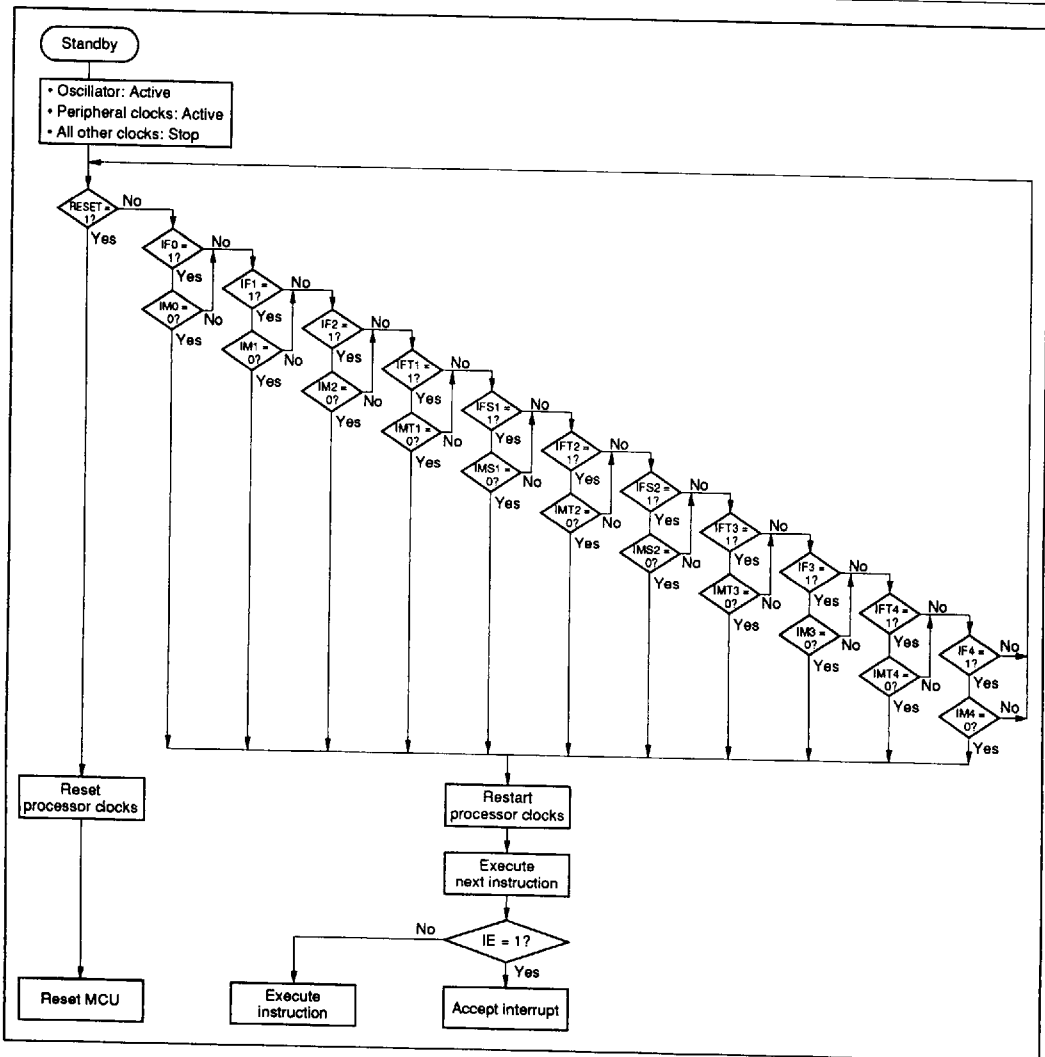 Standby
• Oscillator: Active
• Peripheral clocks: Active
• All other clocks: Stop
RESET =
1?
No
Yes
IF0 =
1?
No
Yes
IM0 =
0?
No
Yes
IF1 =
1?
No
Yes
IM1 =
0?
No
Yes
IF2 =
1?
No
Yes
IM2 =
0?
No
Yes
IFT1 =
1?
No
Yes
IMT1 =
0?
No
Yes
IFS1 =
1?
No
Yes
IMS1 =
0?
No
Yes
IFT2 =
1?
No
Yes
IMT2 =
0?
No
Yes
IFS2 =
1?
No
Yes
IMS2 =
0?
No
Yes
IFT3 =
1?
No
Yes
IMT3 =
0?
No
Yes
IF3 =
1?
No
Yes
IM3 =
0?
No
Yes
IFT4 =
1?
No
Yes
IMT4 =
0?
No
Yes
IF4 =
1?
No
Yes
IM4 =
0?
No
Yes
Reset
processor clocks
Restart
processor clocks
Execute
next instruction
IE = 1?
No
Yes
Reset MCU
Execute
instruction
Accept interrupt